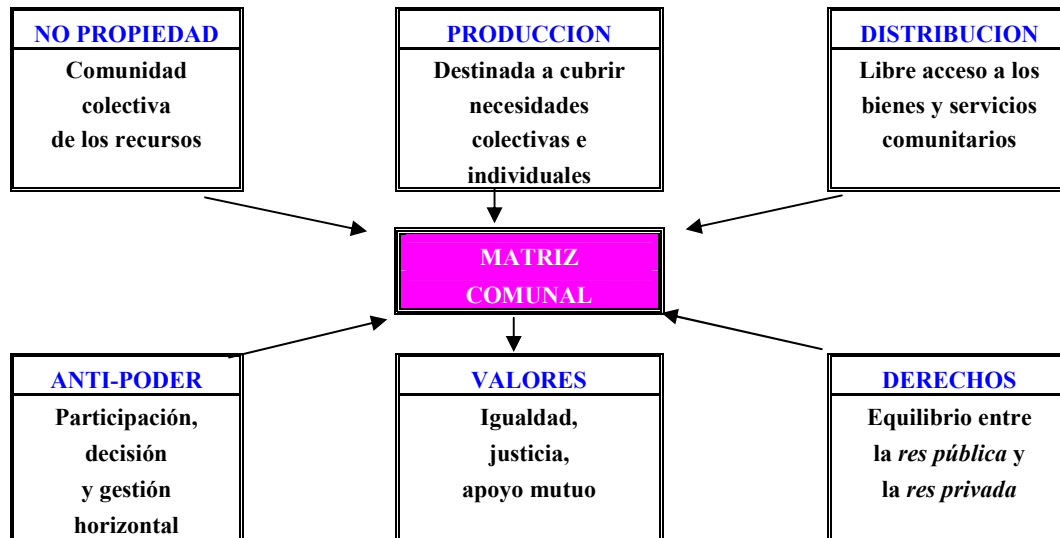 NO PROPIEDAD
Comunidad
colectiva
de los recursos
PRODUCCION
Destinada a cubrir
necesidades
colectivas e
individuales
DISTRIBUCION
Libre acceso a los
bienes y servicios
comunitarios
MATRIZ
COMUNAL
ANTI-PODER
Participación,
decisión
y gestión
horizontal
VALORES
Igualdad,
justicia,
apoyo mutuo
DERECHOS
Equilibrio entre
la res pública y
la res privada